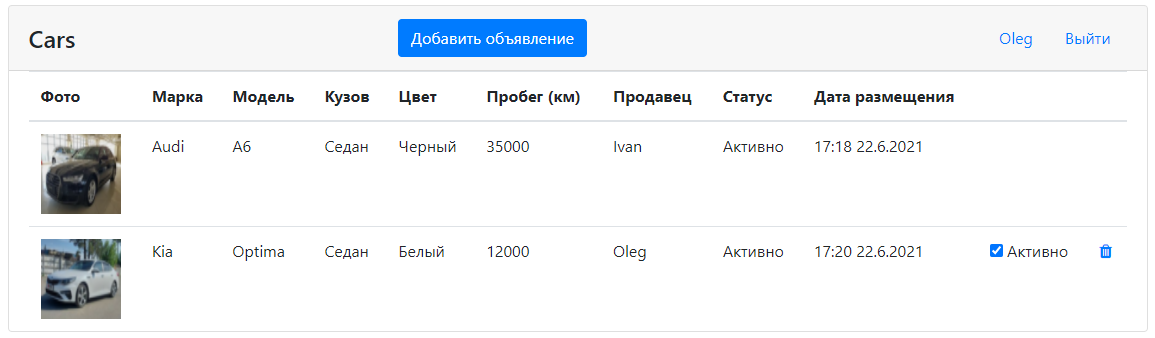 Cars Добавить объявление Oleg Выйти
Фото Марка Модель Кузов Цвет Пробег (км) Продавец Статус Дата размещения
Audi A6 Седан Черный 35000 Ivan Активно 17:18 22.6.2021
Kia Optima Седан Белый 12000 Oleg Активно 17:20 22.6.2021 Активно